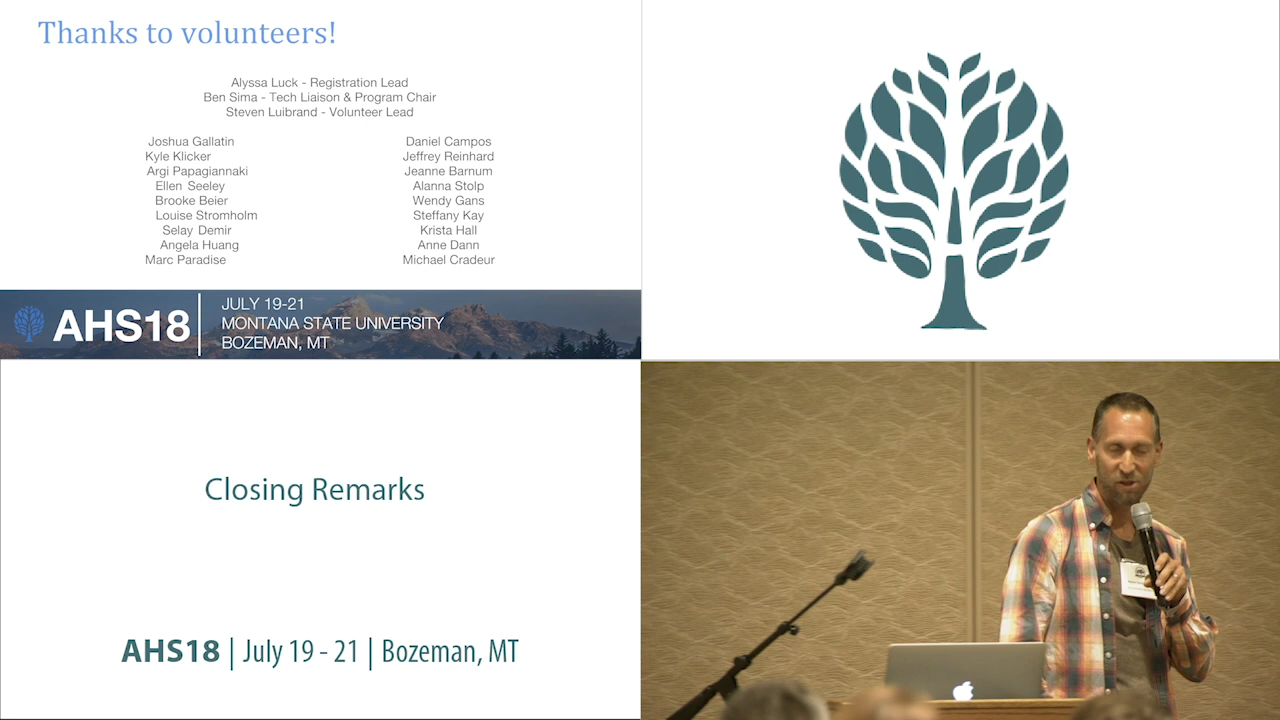 Thanks to volunteers!
Alyssa Luck - Registration Lead
Ben Sima - Tech Liaison & Program Chair
Steven Luibrand - Volunteer Lead
Joshua Gallatin
Kyle Klicker
Argi Papagiannaki
Ellen Seeley
Brooke Beier
Louise Stromholm
Selay Demir
Angela Huang
Marc Paradise
Daniel Campos
Jeffrey Reinhard
Jeanne Barnum
Alanna Stolp
Wendy Gans
Steffany Kay
Krista Hall
Anne Dann
Michael Cradeur
AHS18
JULY 19-21
MONTANA STATE UNIVERSITY
BOZEMAN, MT
Closing Remarks
AHS18 | July 19 - 21 | Bozeman, MT